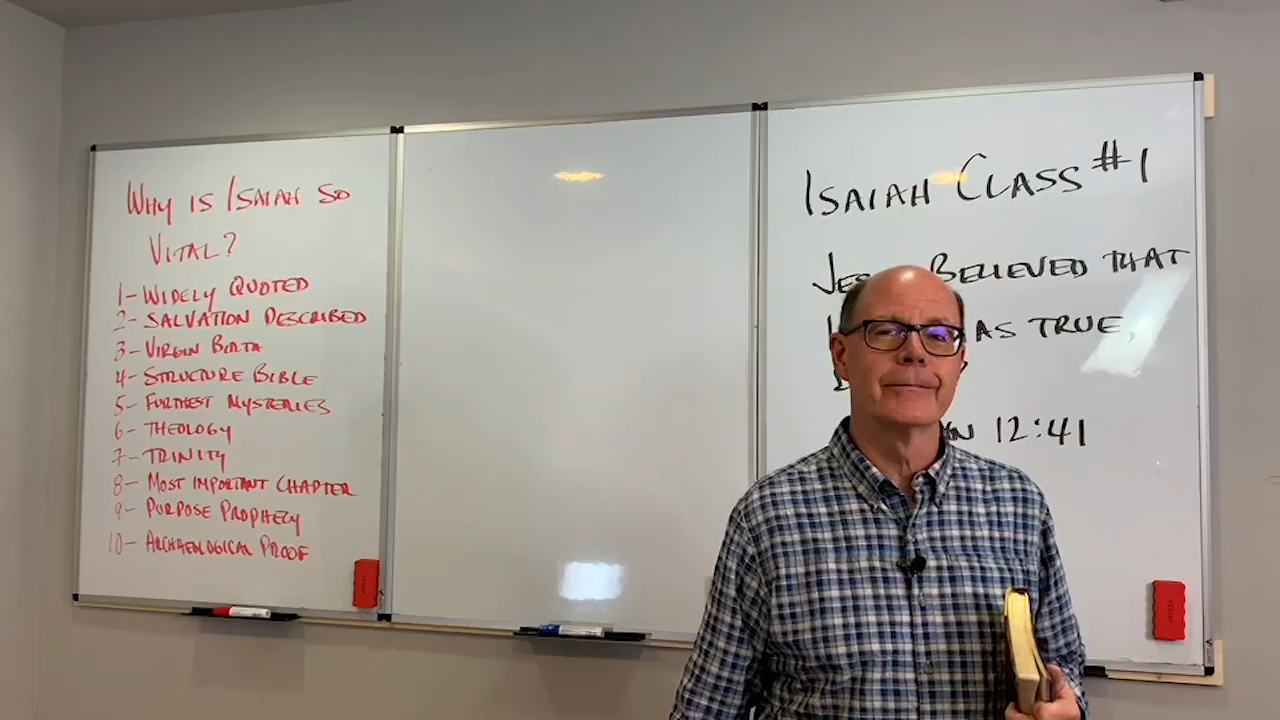 WHY IS ISAIAH SO
VITAL?
1- WIDELY QUOTED
2- SALVATION DESCRIBED
3- VIRGIN BIRTH
4- STRUCTURE BIBLE
5- FURTHEST MYSTERIES
6- THEOLOGY
7- TRINITY
8- MOST IMPORTANT CHAPTER
9- PURPOSE PROPHECY
10- ARCHAEOLOGICAL PROOF
ISAIAH CLASS #1
BELIEVED THAT
AS TRUE,
12:41